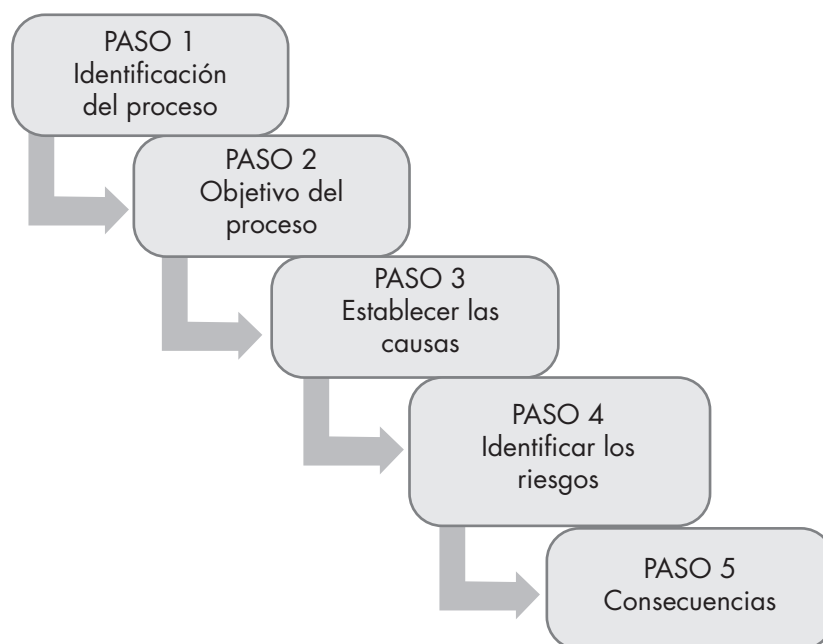 PASO 1
Identificación
del proceso
PASO 2
Objetivo del
proceso
PASO 3
Establecer las
causas
PASO 4
Identificar los
riesgos
PASO 5
Consecuencias